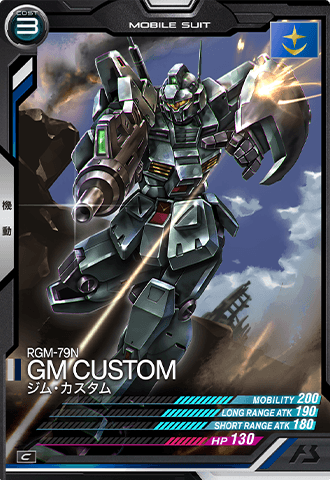 COST
3
MOBILE SUIT
機動
RGM-79N
GM CUSTOM
ジム・カスタム
MOBILITY 200
LONG RANGE ATK 190
SHORT RANGE ATK 180
HP 130
C